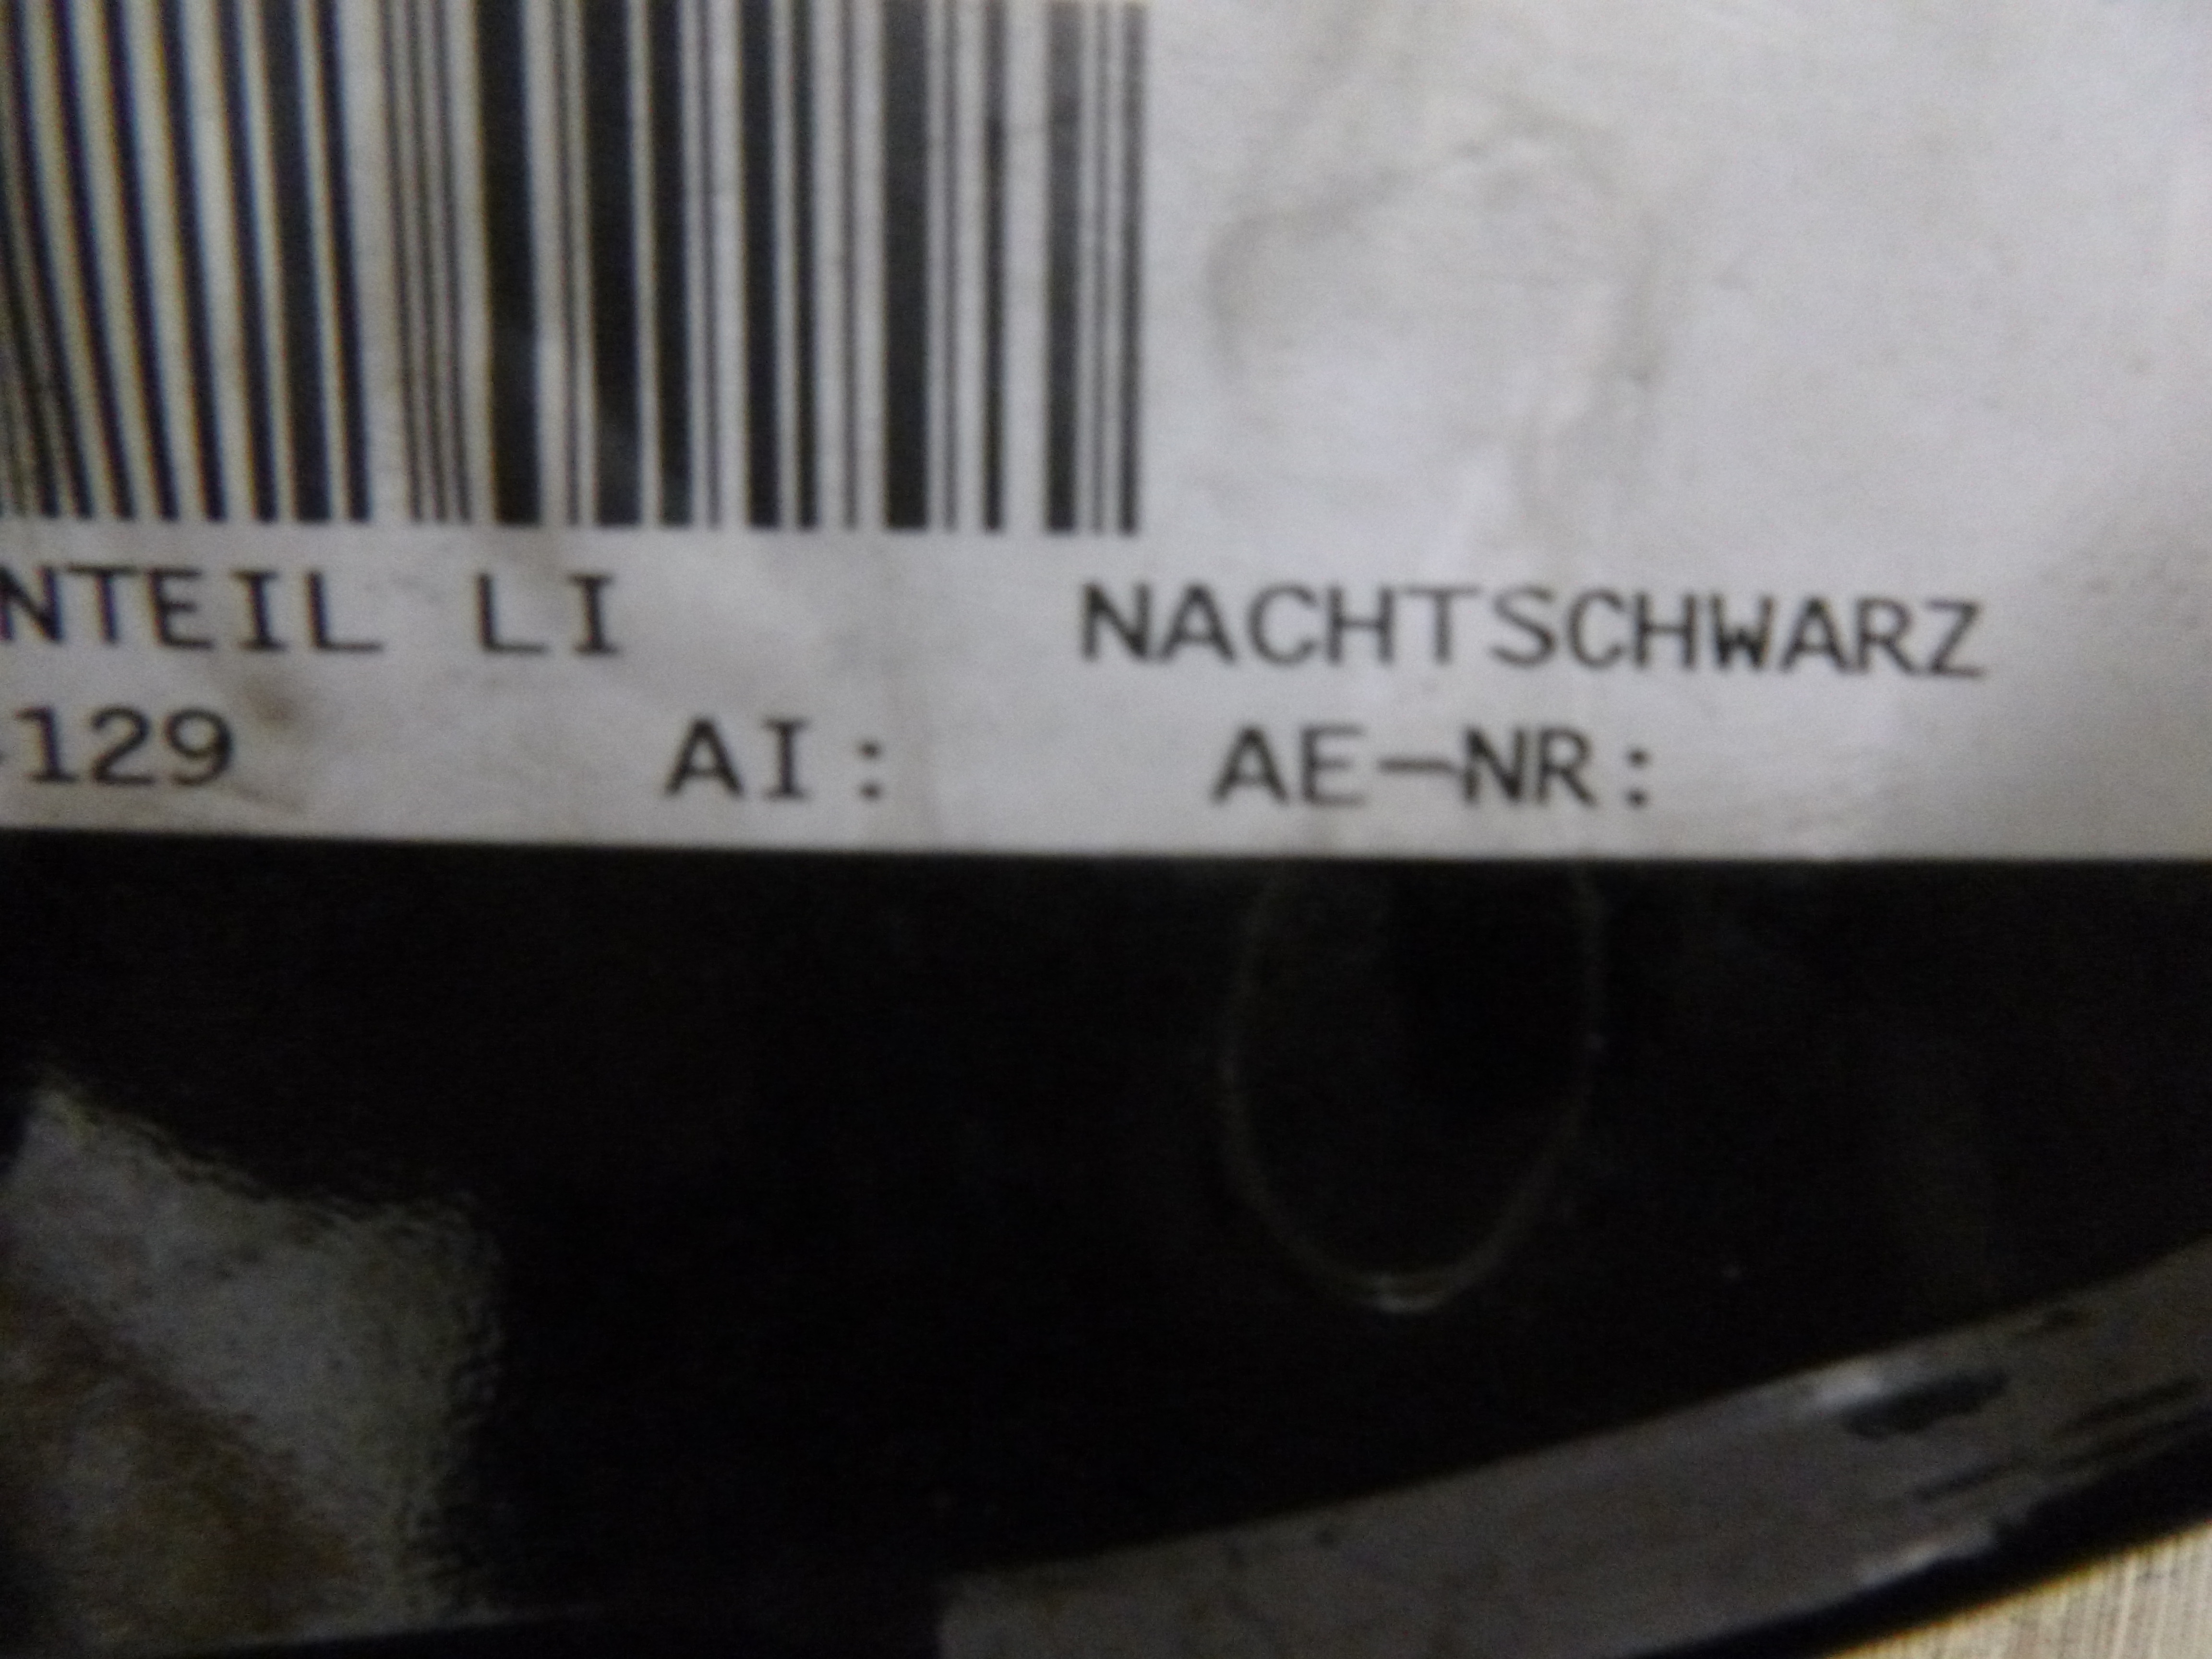 NTEIL LI NACHTSCHWARZ
-129 AI: AE-NR: